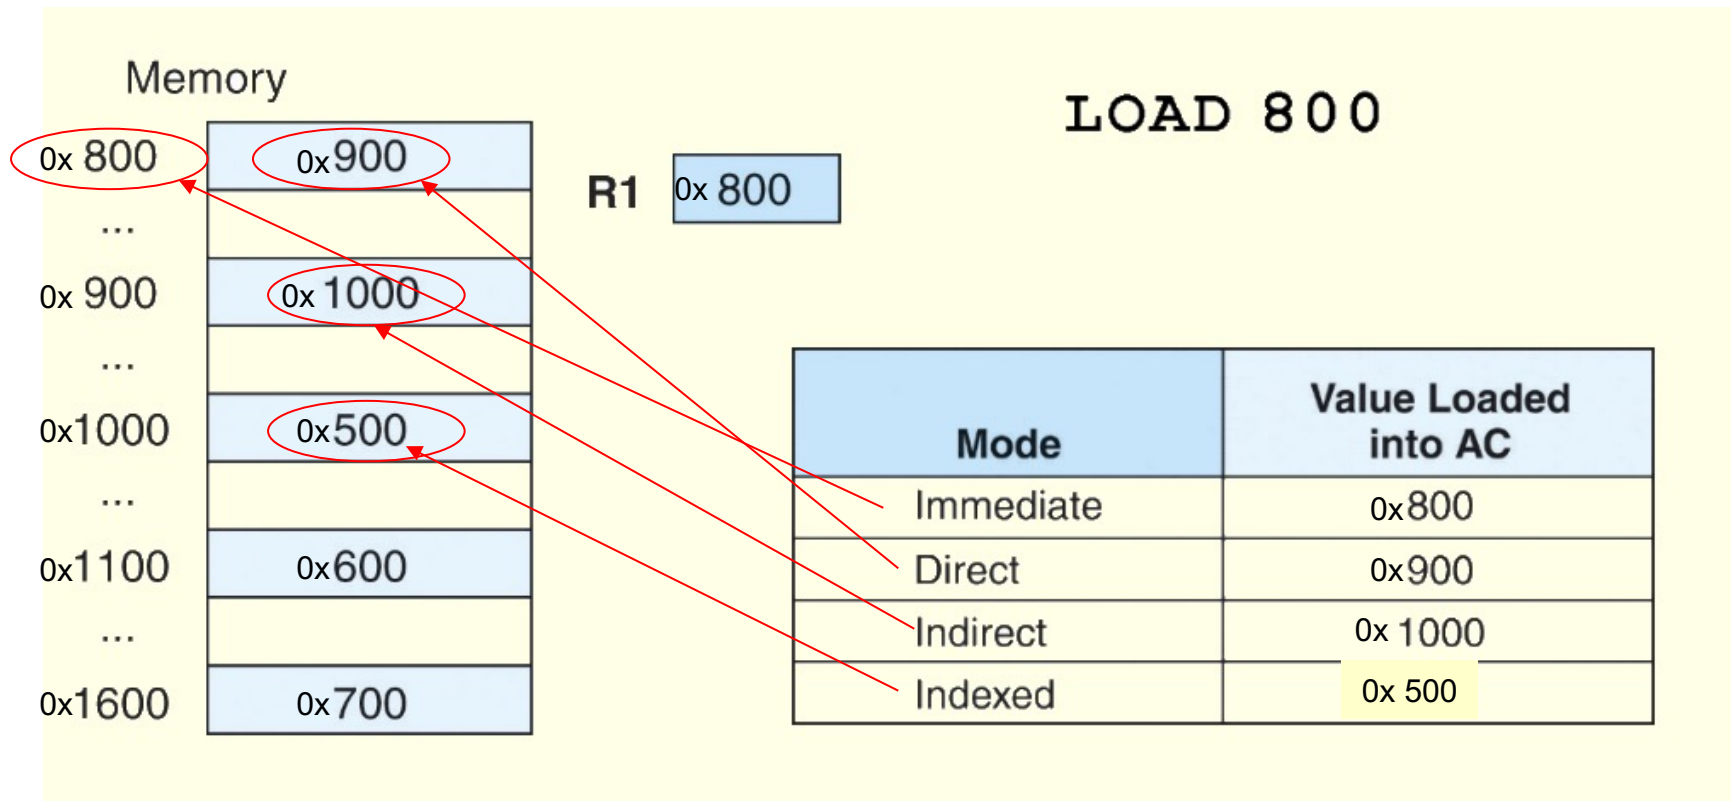 Memory
LOAD 800
0x 800 0x900
R1 0x 800
...
0x 900 0x 1000
...
0x1000 0x500
...
0x1100 0x600
...
0x1600 0x700
Mode Value Loaded
into AC
Immediate 0x800
Direct 0x900
Indirect 0x 1000
Indexed 0x 500